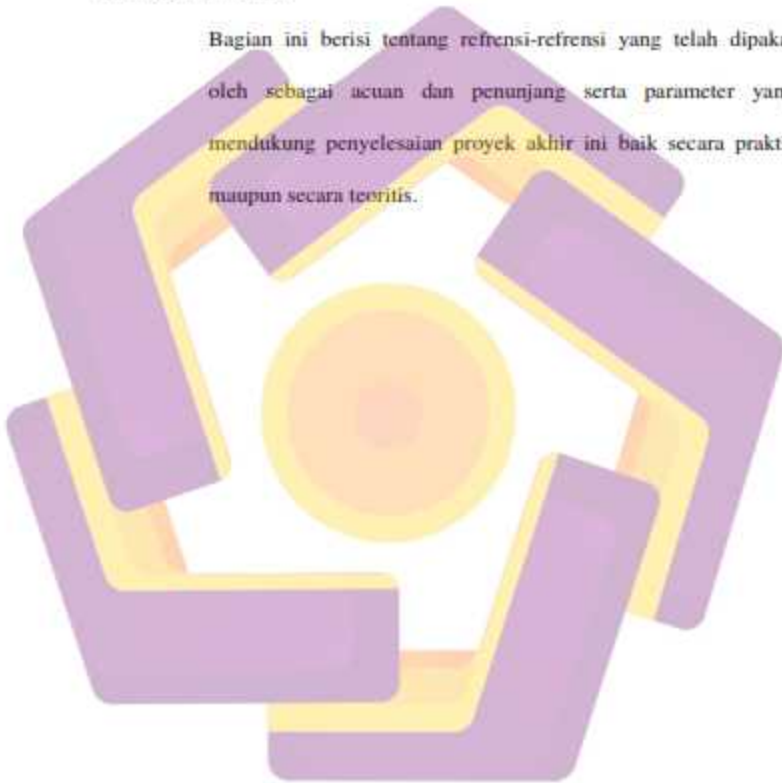 Bagian ini berisi tentang refrensi-refrensi yang telah dipaka
oleh sebagai acuan dan penunjang serta parameter yan
mendukung penyelesaian proyek akhir ini baik secara prakti
maupun secara teoritis.